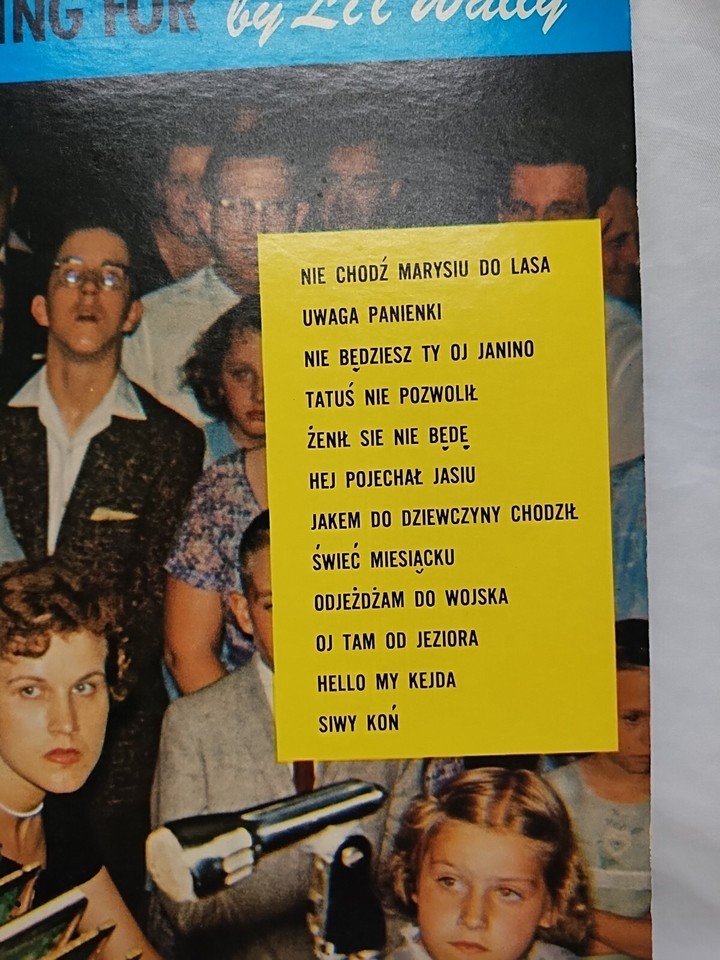 ING FOR by Li'l Wally
NIE CHODŹ MARYSIU DO LASA
UWAGA PANIENKI
NIE BĘDZIESZ TY OJ JANINO
TATUŚ NIE POZWOLIŁ
ŻENIŁ SIE NIE BĘDĘ
HEJ POJECHAŁ JASIU
JAKEM DO DZIEWCZYNY CHODZIŁ
ŚWIEĆ MIESIĄCKU
ODJEŻDŻAM DO WOJSKA
OJ TAM OD JEZIORA
HELLO MY KEJDA
SIWY KOŃ